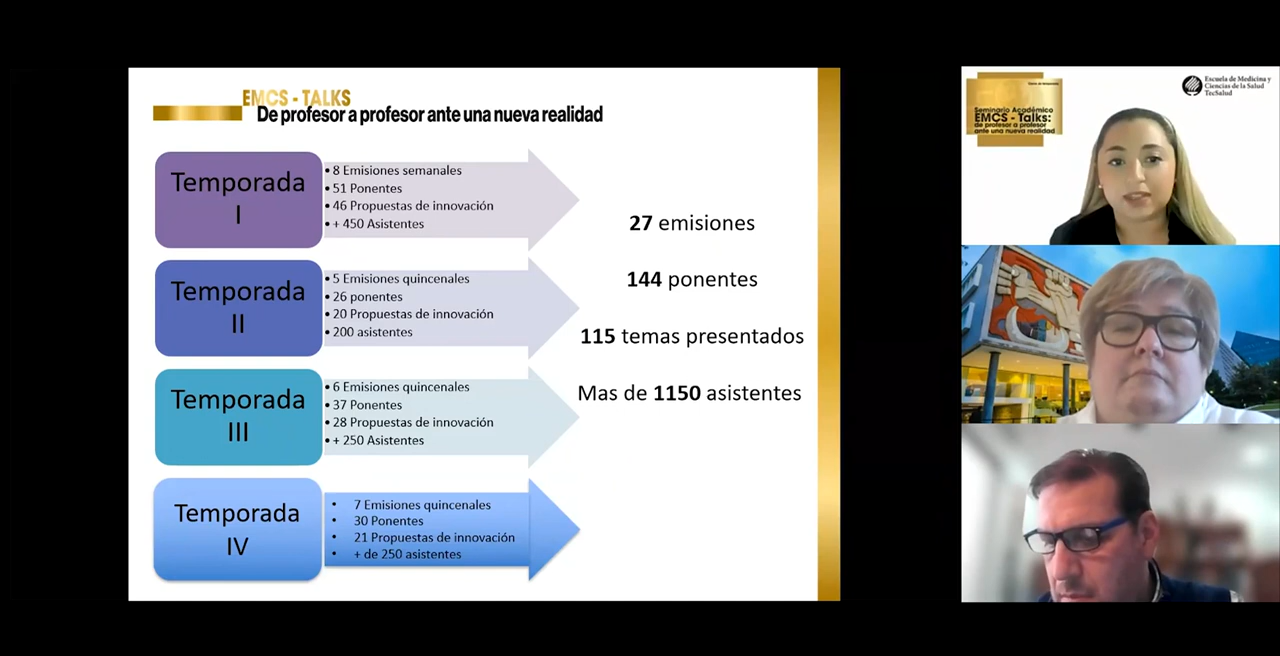 EMCS - TALKS
De profesor a profesor ante una nueva realidad
Temporada
I
• 8 Emisiones semanales
• 51 Ponentes
• 46 Propuestas de innovación
• + 450 Asistentes
Temporada
II
• 5 Emisiones quincenales
• 26 ponentes
• 20 Propuestas de innovación
• 200 asistentes
Temporada
III
• 6 Emisiones quincenales
• 37 Ponentes
• 28 Propuestas de innovación
• + 250 Asistentes
Temporada
IV
• 7 Emisiones quincenales
• 30 Ponentes
• 21 Propuestas de innovación
• + de 250 asistentes
27 emisiones
144 ponentes
115 temas presentados
Mas de 1150 asistentes
Seminario Académico
EMCS - Talks:
de profesor a profesor
ante una nueva realidad
Escuela de Medicina y
Ciencias de la Salud
TecSalud